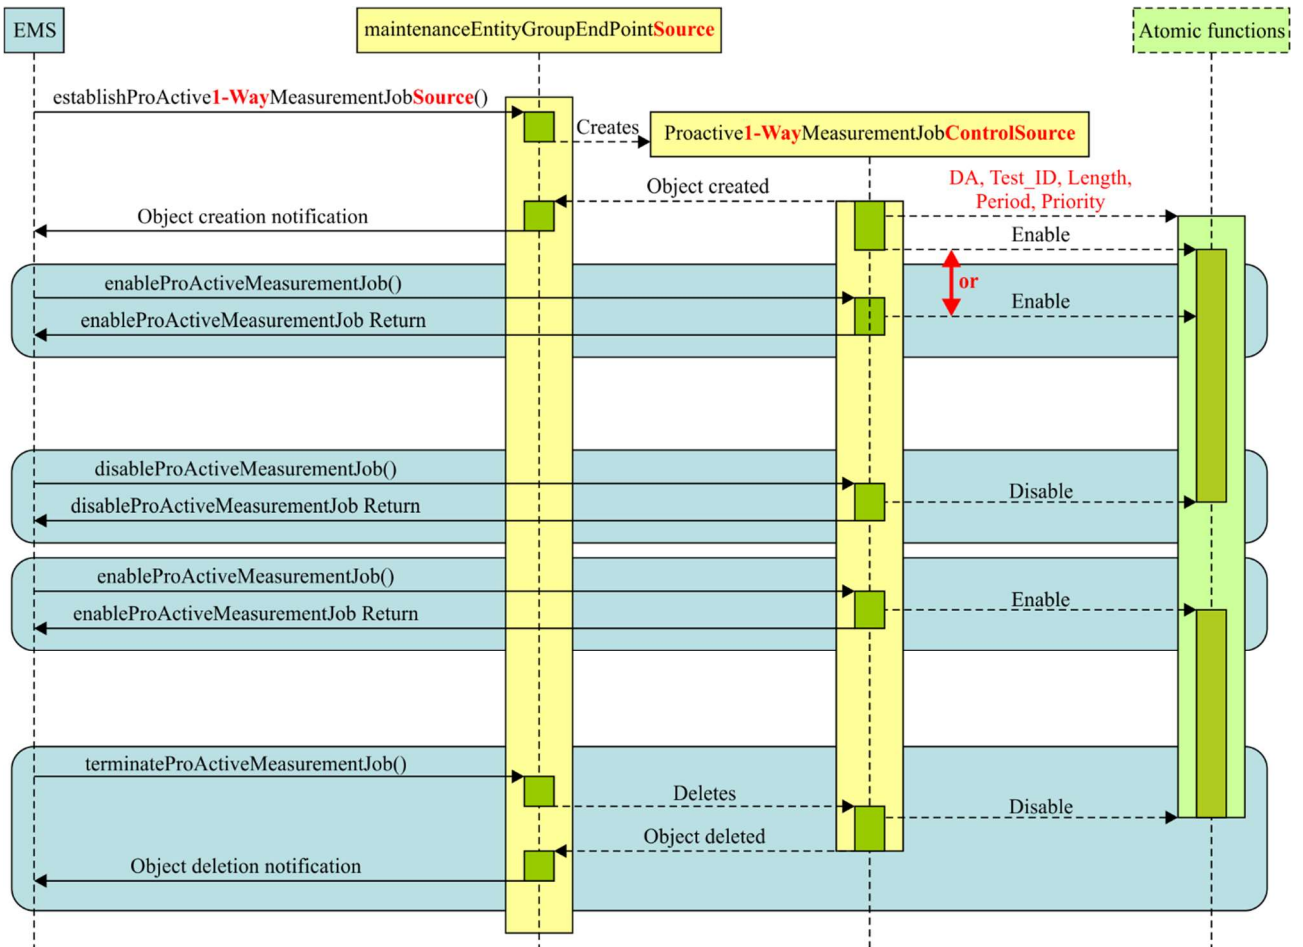 EMS
maintenanceEntityGroupEndPointSource
Atomic functions
establishProActive1-WayMeasurementJobSource()
Creates
Proactive1-WayMeasurementJobControlSource
DA, Test_ID, Length,
Period, Priority
Object created
Object creation notification
Enable
enableProActiveMeasurementJob()
or
Enable
enableProActiveMeasurementJob Return
disableProActiveMeasurementJob()
Disable
disableProActiveMeasurementJob Return
enableProActiveMeasurementJob()
Enable
enableProActiveMeasurementJob Return
terminateProActiveMeasurementJob()
Deletes
Disable
Object deleted
Object deletion notification